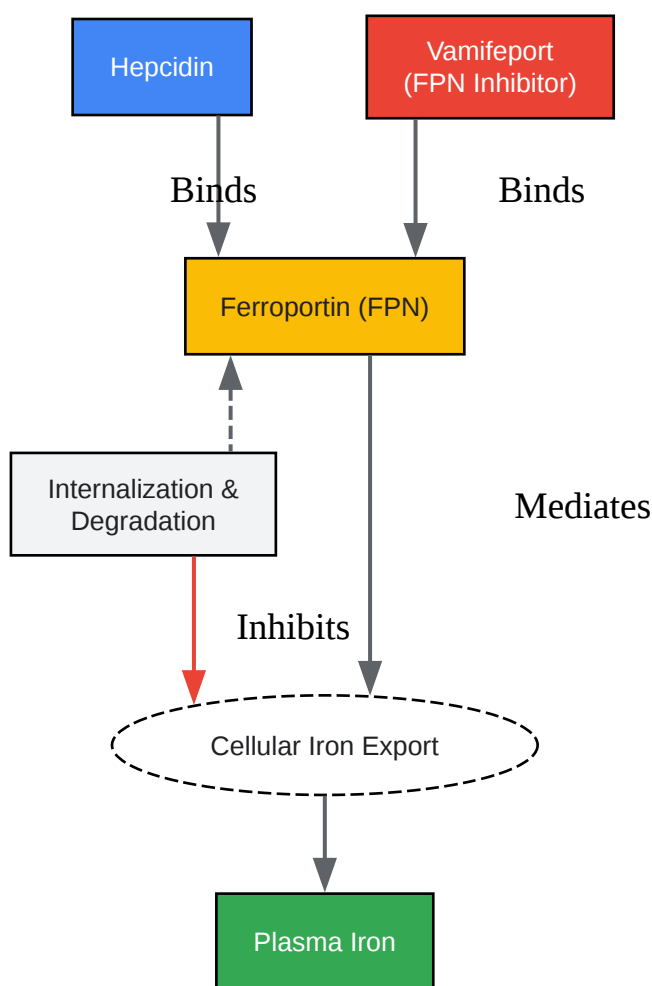 Hepcidin
Vamifeport
(FPN Inhibitor)
Binds
Binds
Ferroportin (FPN)
Internalization &
Degradation
Mediates
Inhibits
Cellular Iron Export
Plasma Iron